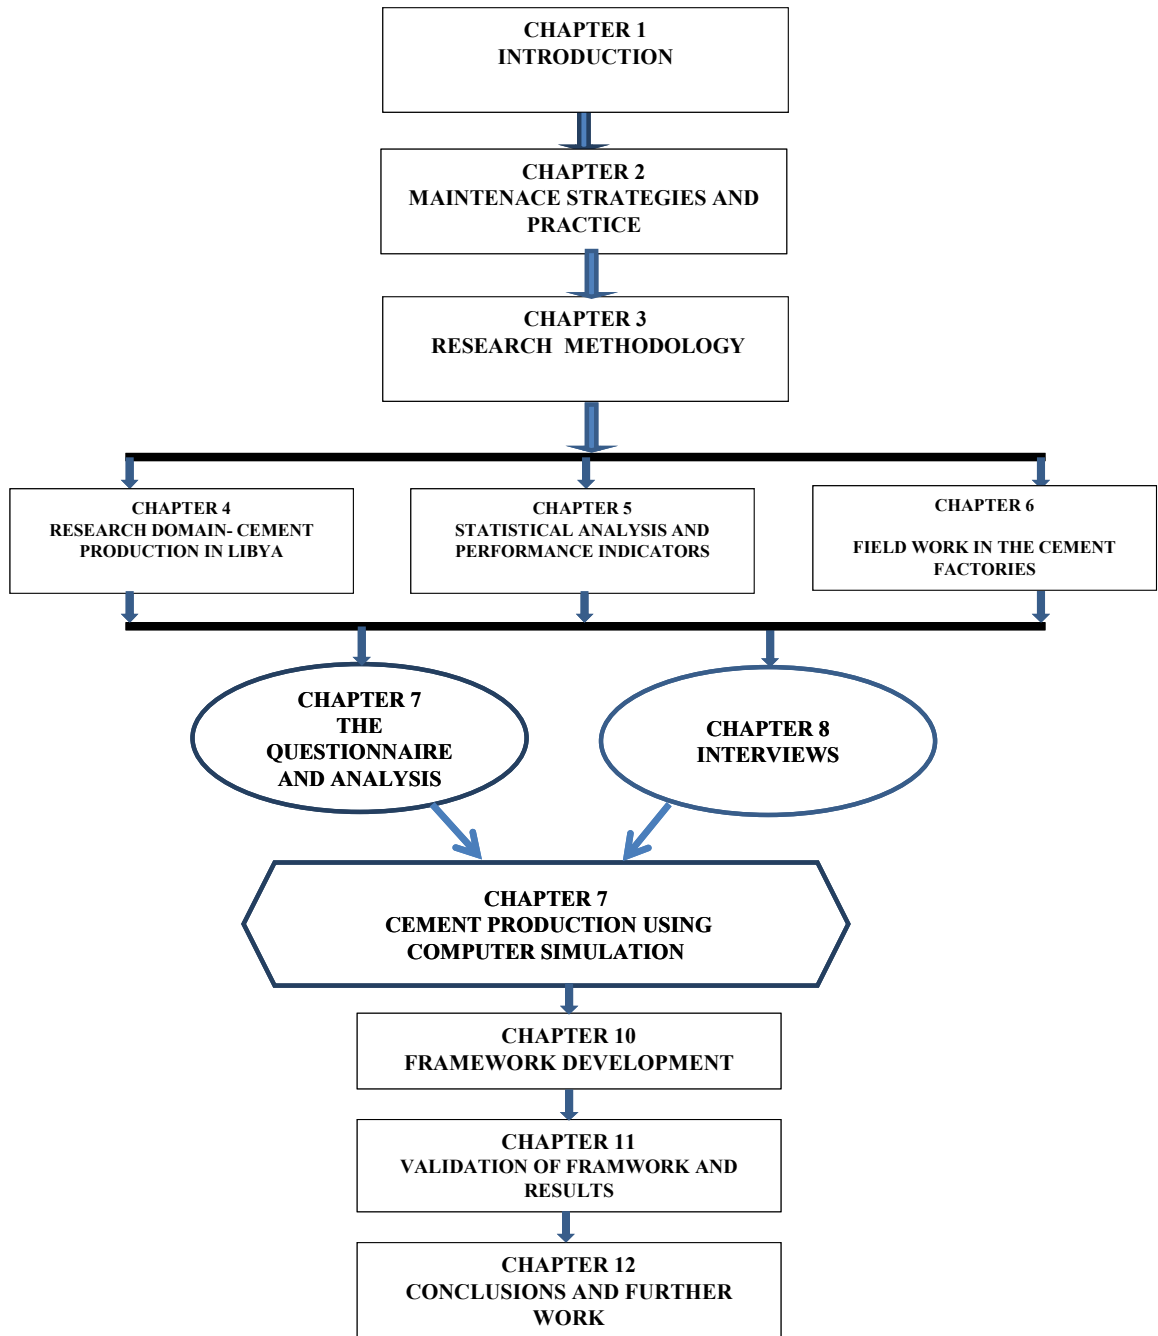 CHAPTER 1
INTRODUCTION
CHAPTER 2
MAINTENACE STRATEGIES AND
PRACTICE
CHAPTER 3
RESEARCH METHODOLOGY
CHAPTER 4
RESEARCH DOMAIN- CEMENT
PRODUCTION IN LIBYA
CHAPTER 5
STATISTICAL ANALYSIS AND
PERFORMANCE INDICATORS
CHAPTER 6
FIELD WORK IN THE CEMENT
FACTORIES
CHAPTER 7
THE
QUESTIONNAIRE
AND ANALYSIS
CHAPTER 8
INTERVIEWS
CHAPTER 7
CEMENT PRODUCTION USING
COMPUTER SIMULATION
CHAPTER 10
FRAMEWORK DEVELOPMENT
CHAPTER 11
VALIDATION OF FRAMWORK AND
RESULTS
CHAPTER 12
CONCLUSIONS AND FURTHER
WORK